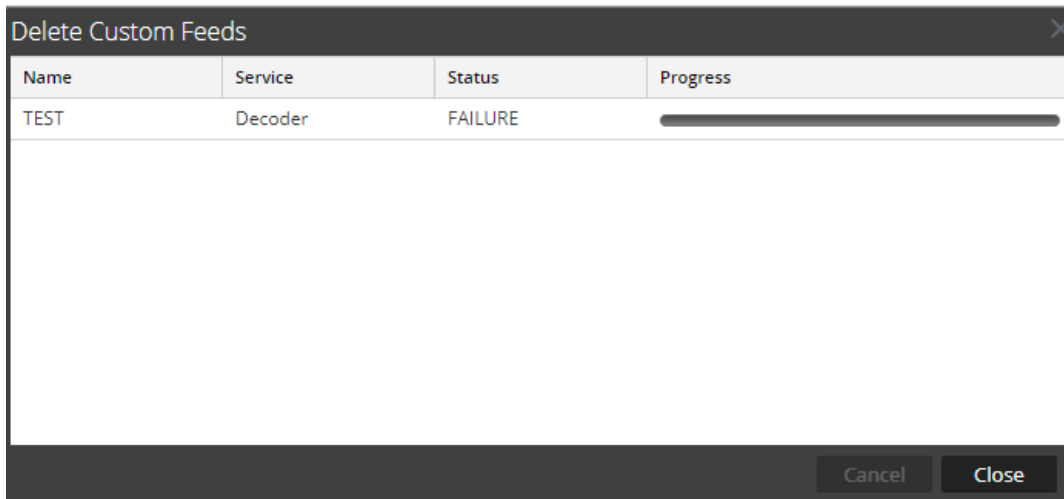 Delete Custom Feeds
Name Service Status Progress
TEST Decoder FAILURE
Cancel Close